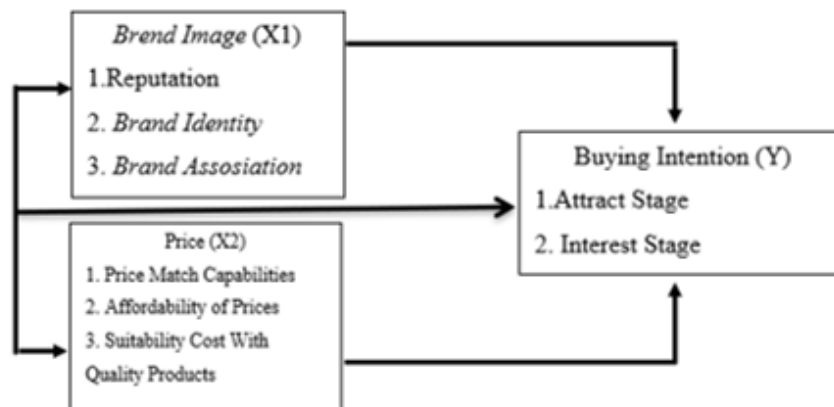 Brend Image (X1)
1.Reputation
2. Brand Identity
3. Brand Assosiation
Buying Intention (Y)
1.Attract Stage
2. Interest Stage
Price (X2)
1. Price Match Capabilities
2. Affordability of Prices
3. Suitability Cost With
Quality Products